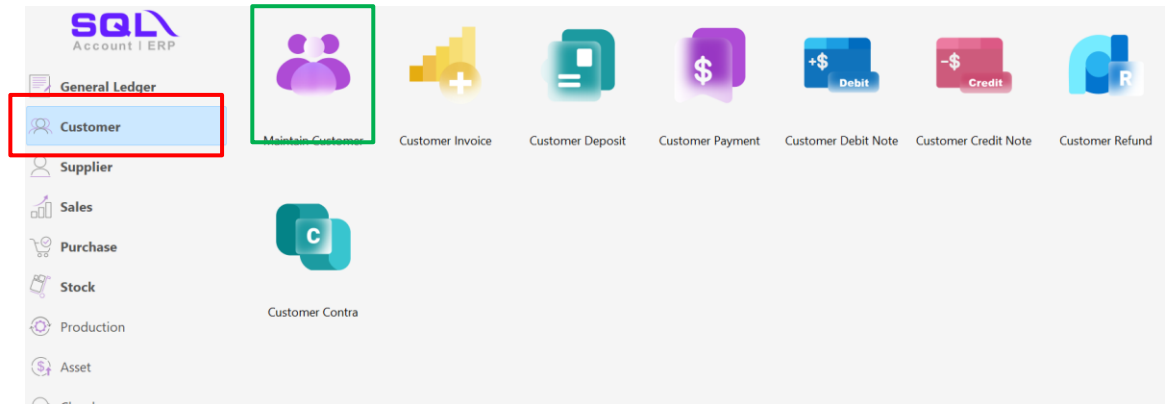 SQL
Account | ERP
General Ledger
Customer
Supplier
Sales
Purchase
Stock
Production
Asset
Maintain Customer
Customer Invoice
$
Customer Deposit
Customer Payment
+$
Debit
Customer Debit Note
-$
Credit
Customer Credit Note
R
Customer Refund
C
Customer Contra